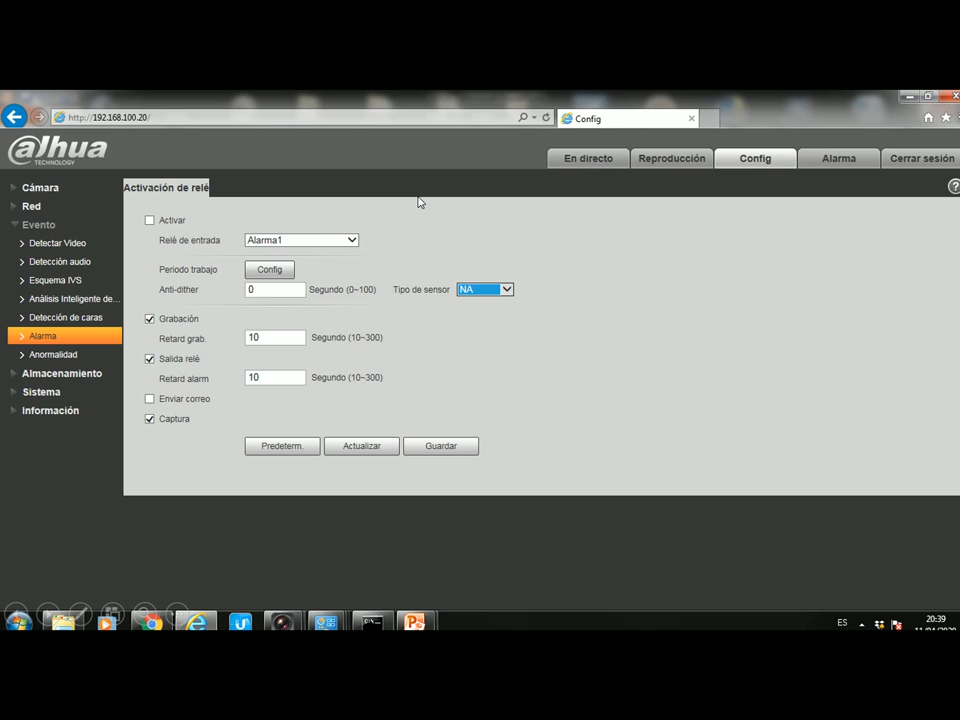 http://192.168.100.20/
Config
alhua
TECHNOLOGY
En directo
Reproducción
Config
Alarma
Cerrar sesión
Cámara
Red
Evento
Detectar Video
Detección audio
Esquema IVS
Análisis Inteligente de...
Detección de caras
Alarma
Anormalidad
Almacenamiento
Sistema
Información
Activación de relé
Activar
Relé de entrada Alarma1
Periodo trabajo Config
Anti-dither 0 Segundo (0~100) Tipo de sensor NA
Grabación
Retard grab. 10 Segundo (10~300)
Salida relé
Retard alarm 10 Segundo (10~300)
Enviar correo
Captura
Predeterm. Actualizar Guardar
ES
20:39